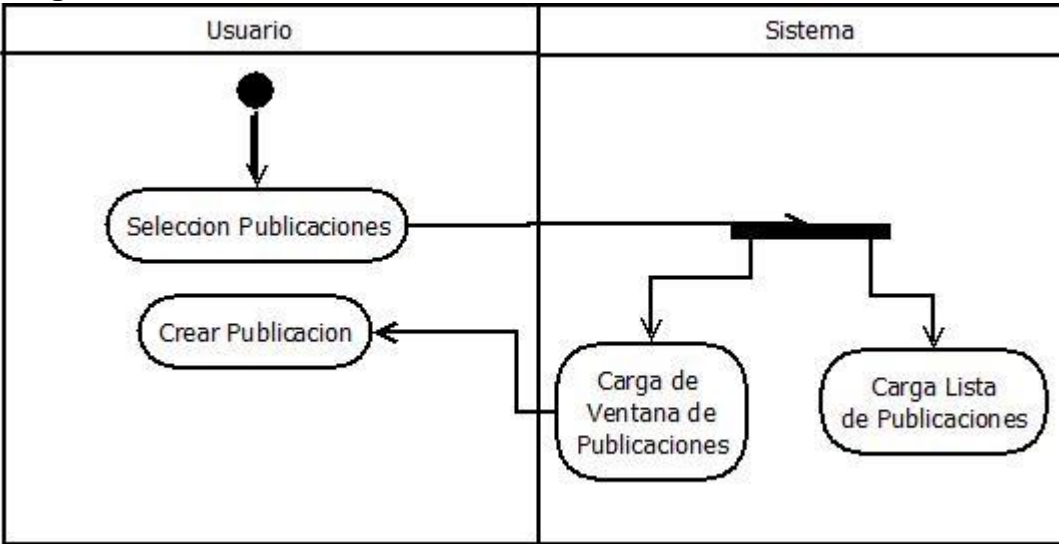 Usuario
Sistema
Seleccion Publicaciones
Crear Publicacion
Carga de
Ventana de
Publicaciones
Carga Lista
de Publicaciones